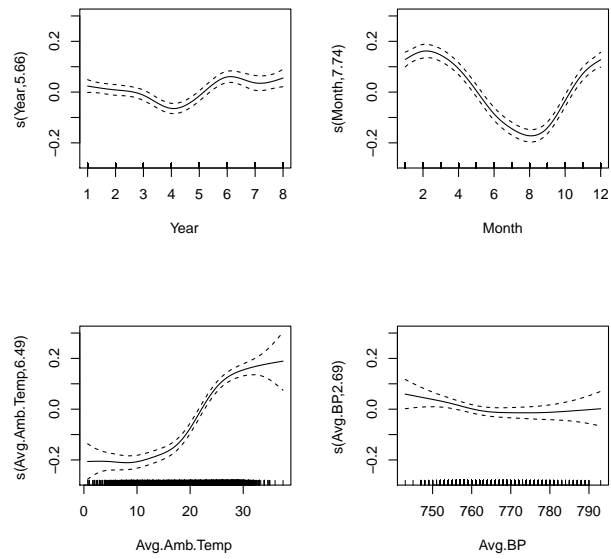 s(Year,5.66)
0.2
0.0
−0.2
1 2 3 4 5 6 7 8
Year
s(Month,7.74)
0.2
0.0
−0.2
2 4 6 8 10 12
Month
s(Avg.Amb.Temp,6.49)
0.2
0.0
−0.2
0 10 20 30
Avg.Amb.Temp
s(Avg.BP,2.69)
0.2
0.0
−0.2
750 760 770 780 790
Avg.BP